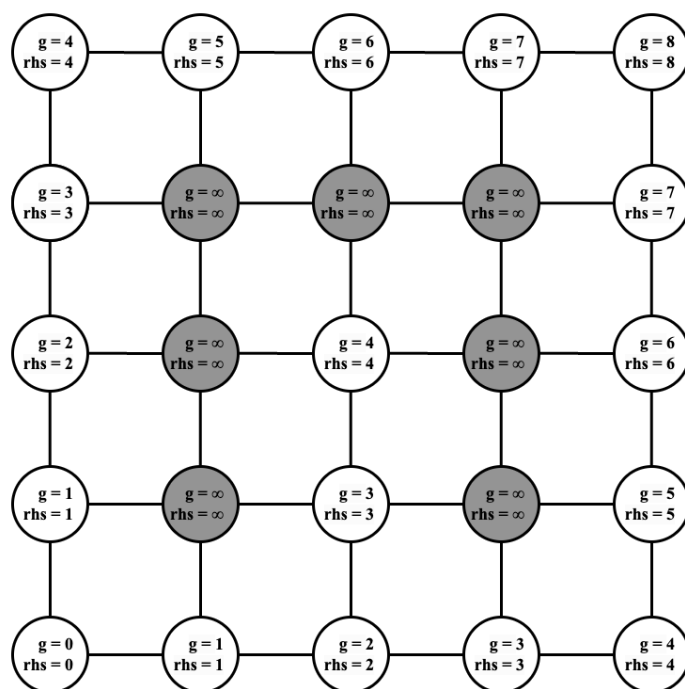 g = 4
rhs = 4
g = 5
rhs = 5
g = 6
rhs = 6
g = 7
rhs = 7
g = 8
rhs = 8
g = 3
rhs = 3
g = ∞
rhs = ∞
g = ∞
rhs = ∞
g = ∞
rhs = ∞
g = 7
rhs = 7
g = 2
rhs = 2
g = ∞
rhs = ∞
g = 4
rhs = 4
g = ∞
rhs = ∞
g = 6
rhs = 6
g = 1
rhs = 1
g = ∞
rhs = ∞
g = 3
rhs = 3
g = ∞
rhs = ∞
g = 5
rhs = 5
g = 0
rhs = 0
g = 1
rhs = 1
g = 2
rhs = 2
g = 3
rhs = 3
g = 4
rhs = 4